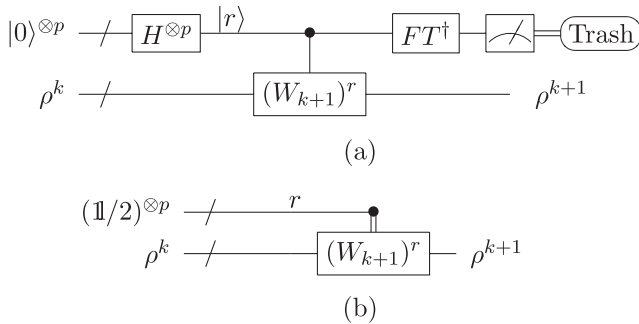 |0⟩^{⊗p} H^{⊗p} |r⟩ FT^† Trash
ρ^k (W_{k+1})^r ρ^{k+1}
(a)
(𝟙/2)^{⊗p} r
ρ^k (W_{k+1})^r ρ^{k+1}
(b)